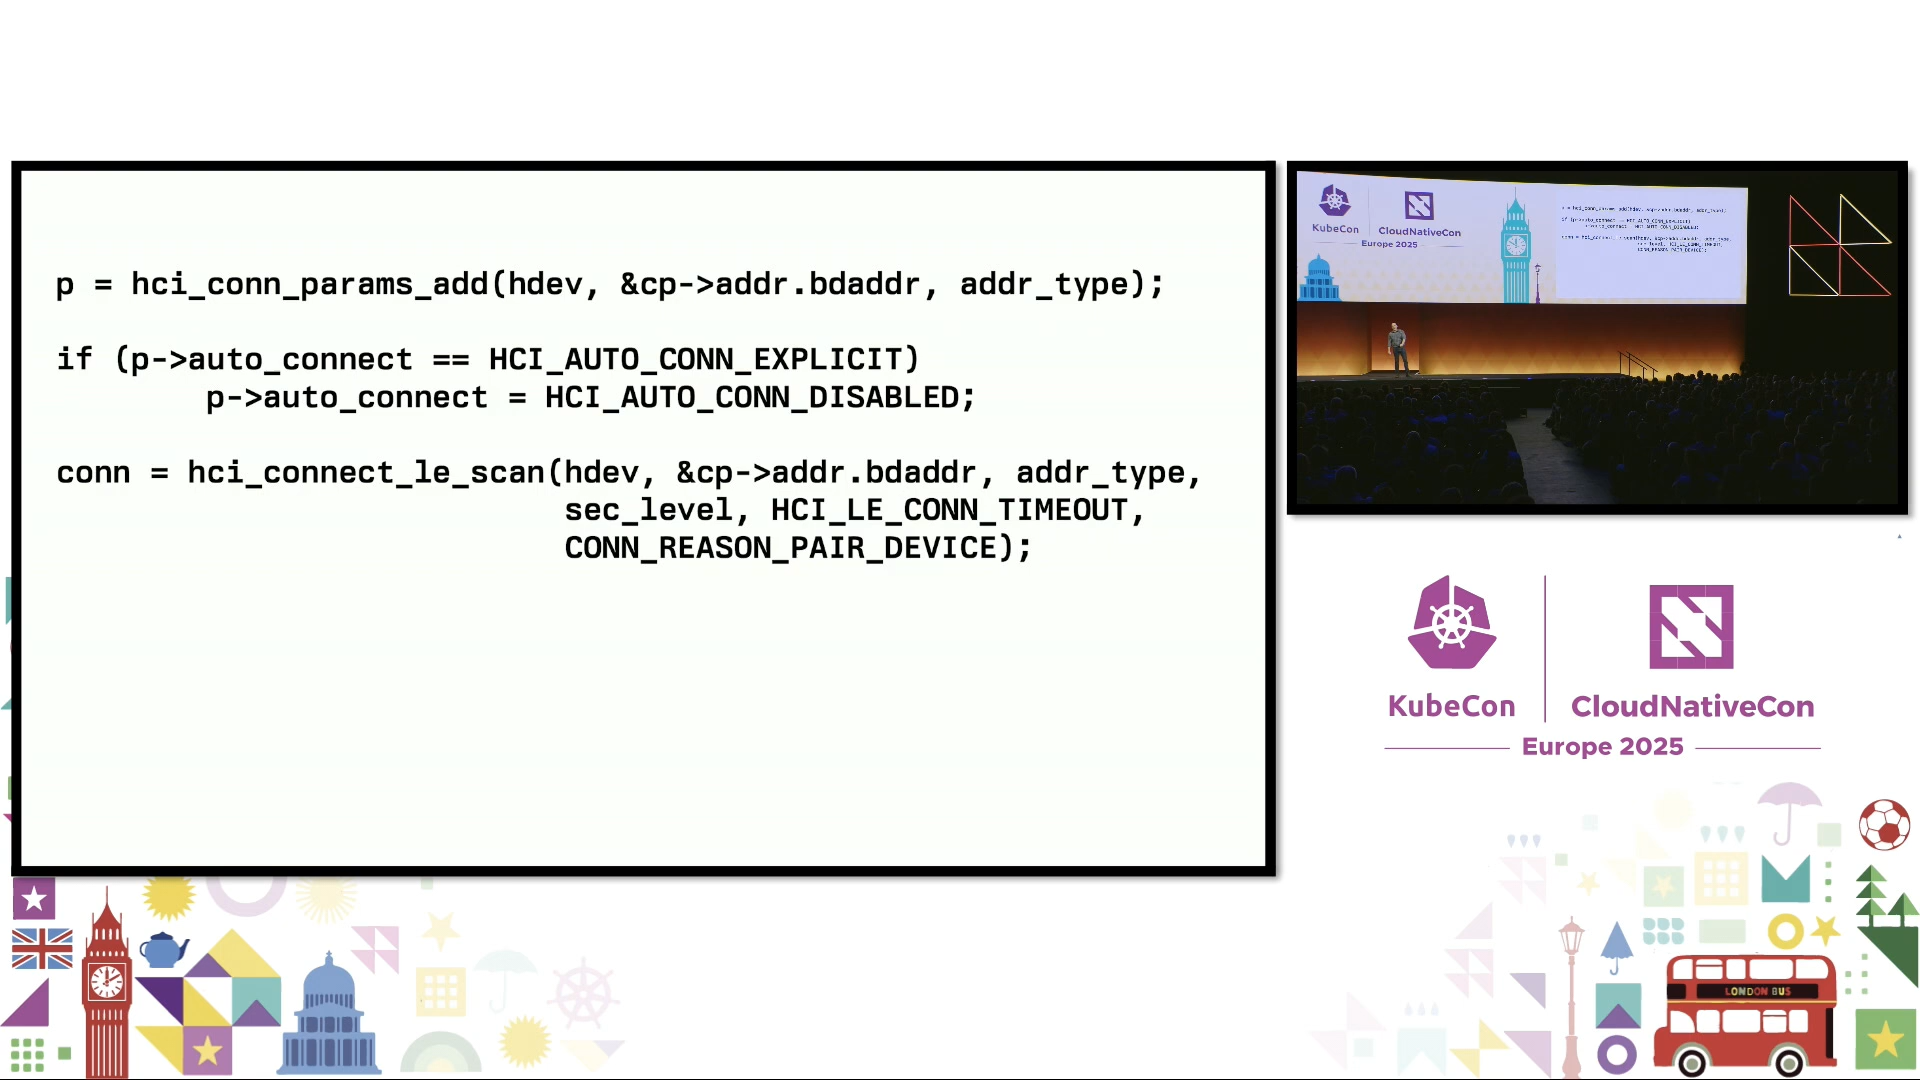 p = hci_conn_params_add(hdev, &cp->addr.bdaddr, addr_type);
if (p->auto_connect == HCI_AUTO_CONN_EXPLICIT)
p->auto_connect = HCI_AUTO_CONN_DISABLED;
conn = hci_connect_le_scan(hdev, &cp->addr.bdaddr, addr_type,
sec_level, HCI_LE_CONN_TIMEOUT,
CONN_REASON_PAIR_DEVICE);
KubeCon
CloudNativeCon
Europe 2025
KubeCon
CloudNativeCon
Europe 2025
LONDON BUS